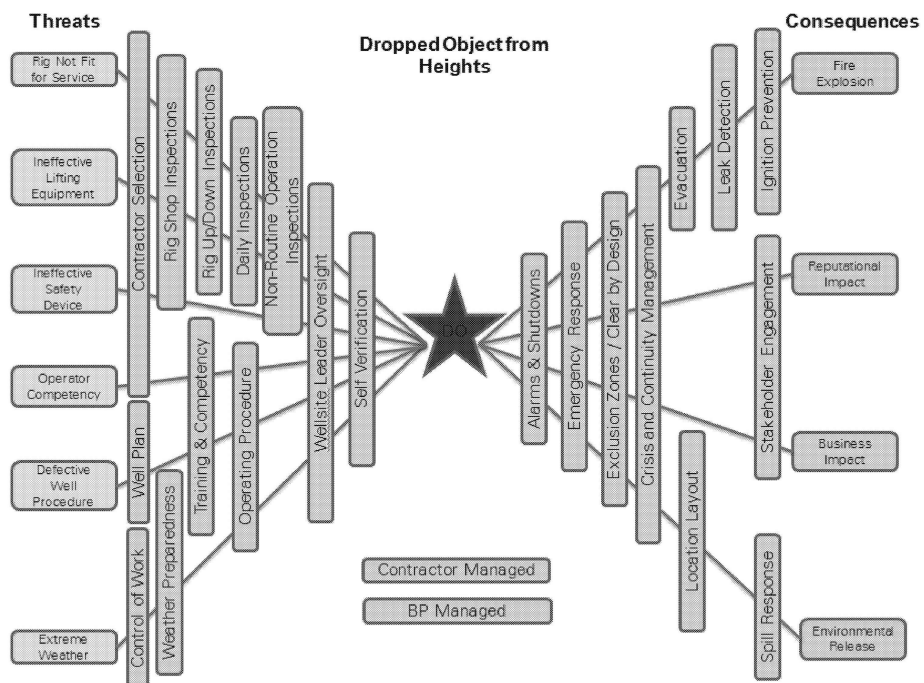 Threats
Consequences
Dropped Object from
Heights
Rig Not Fit
for Service
Ineffective
Lifting
Equipment
Ineffective
Safety
Device
Operator
Competency
Defective
Well
Procedure
Extreme
Weather
Contractor Selection
Well Plan
Control of Work
Rig Shop Inspections
Weather Preparedness
Rig Up/Down Inspections
Training & Competency
Daily Inspections
Operating Procedure
Non-Routine Operation
Inspections
Wellsite Leader Oversight
Self Verification
DO
Alarms & Shutdowns
Emergency Response
Exclusion Zones / Clear by Design
Crisis and Continuity Management
Evacuation
Location Layout
Leak Detection
Ignition Prevention
Stakeholder Engagement
Spill Response
Fire
Explosion
Reputational
Impact
Business
Impact
Environmental
Release
Contractor Managed
BP Managed